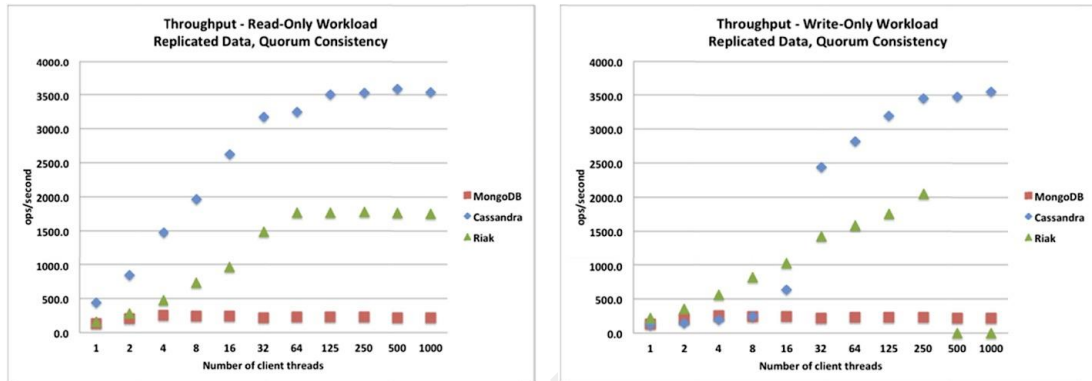 Throughput - Read-Only Workload
Replicated Data, Quorum Consistency
4000.0
3500.0
3000.0
2500.0
2000.0
1500.0
1000.0
500.0
0.0
ops/second
1 2 4 8 16 32 64 125 250 500 1000
Number of client threads
MongoDB
Cassandra
Riak
Throughput - Write-Only Workload
Replicated Data, Quorum Consistency
4000.0
3500.0
3000.0
2500.0
2000.0
1500.0
1000.0
500.0
0.0
ops/second
1 2 4 8 16 32 64 125 250 500 1000
Number of client threads
MongoDB
Cassandra
Riak